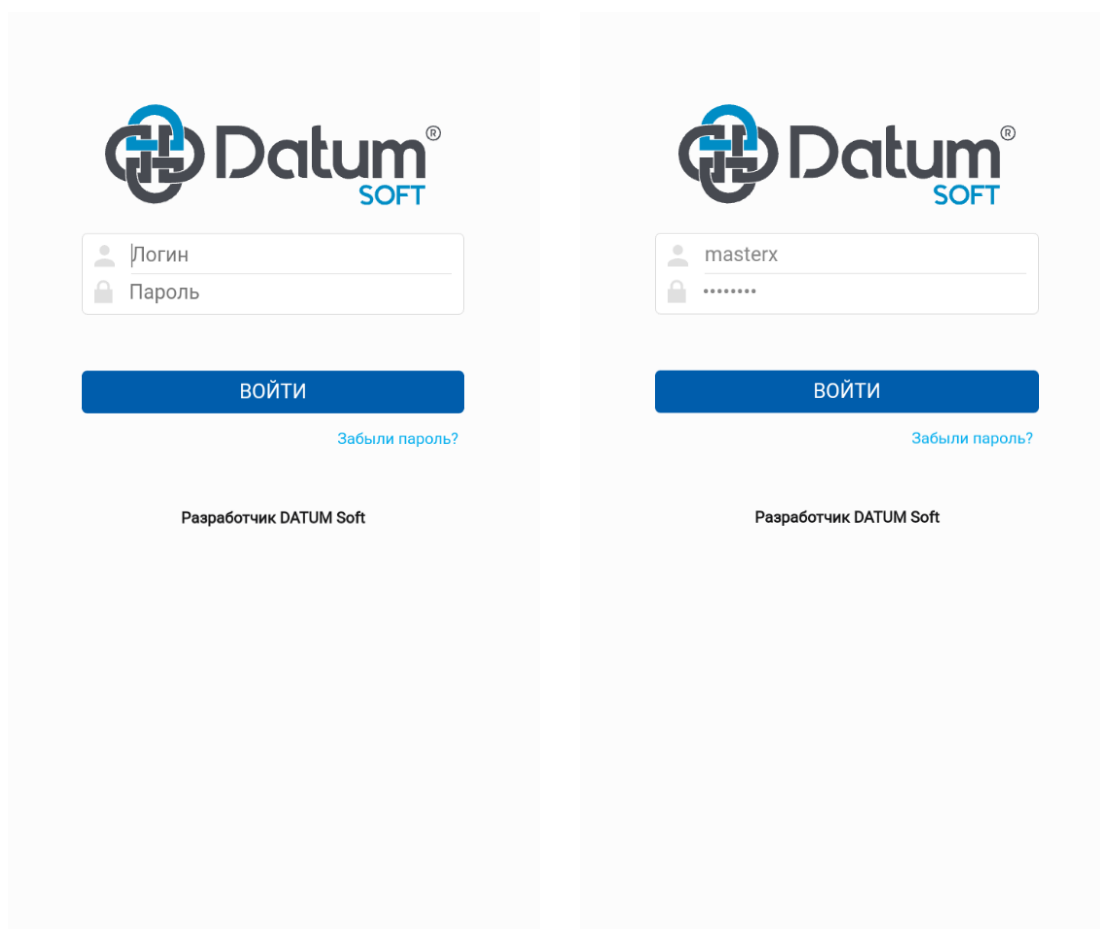 Datum®
SOFT
Логин
Пароль
ВОЙТИ
Забыли пароль?
Разработчик DATUM Soft
Datum®
SOFT
masterx
••••••••
ВОЙТИ
Забыли пароль?
Разработчик DATUM Soft